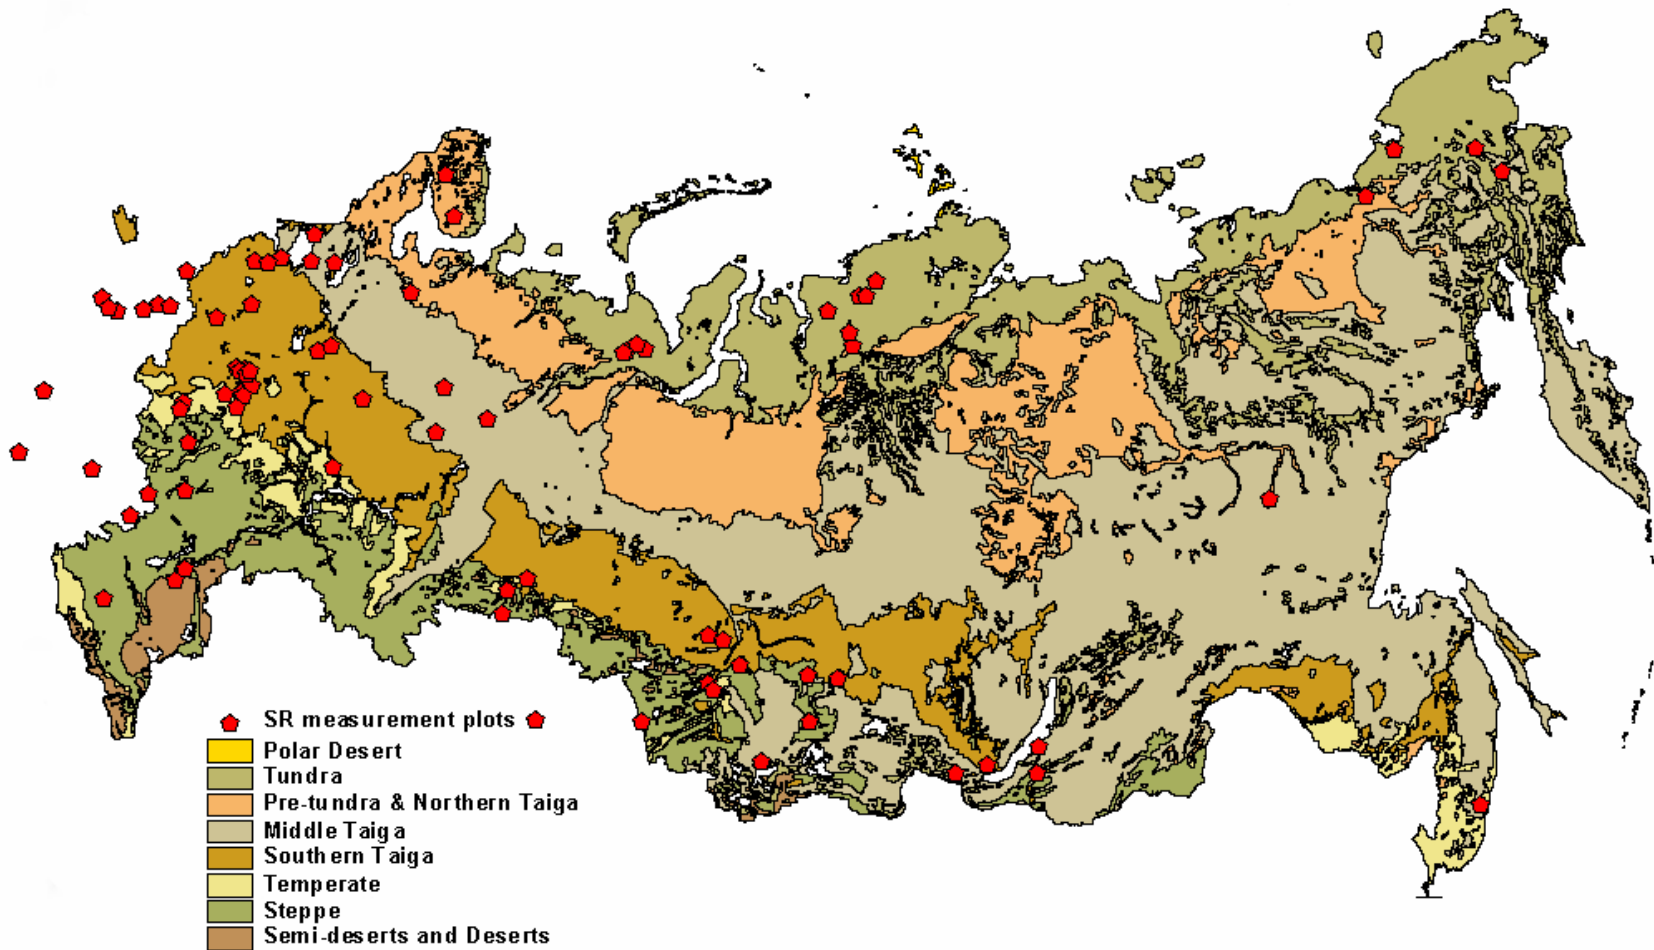 SR measurement plots
Polar Desert
Tundra
Pre-tundra & Northern Taiga
Middle Taiga
Southern Taiga
Temperate
Steppe
Semi-deserts and Deserts